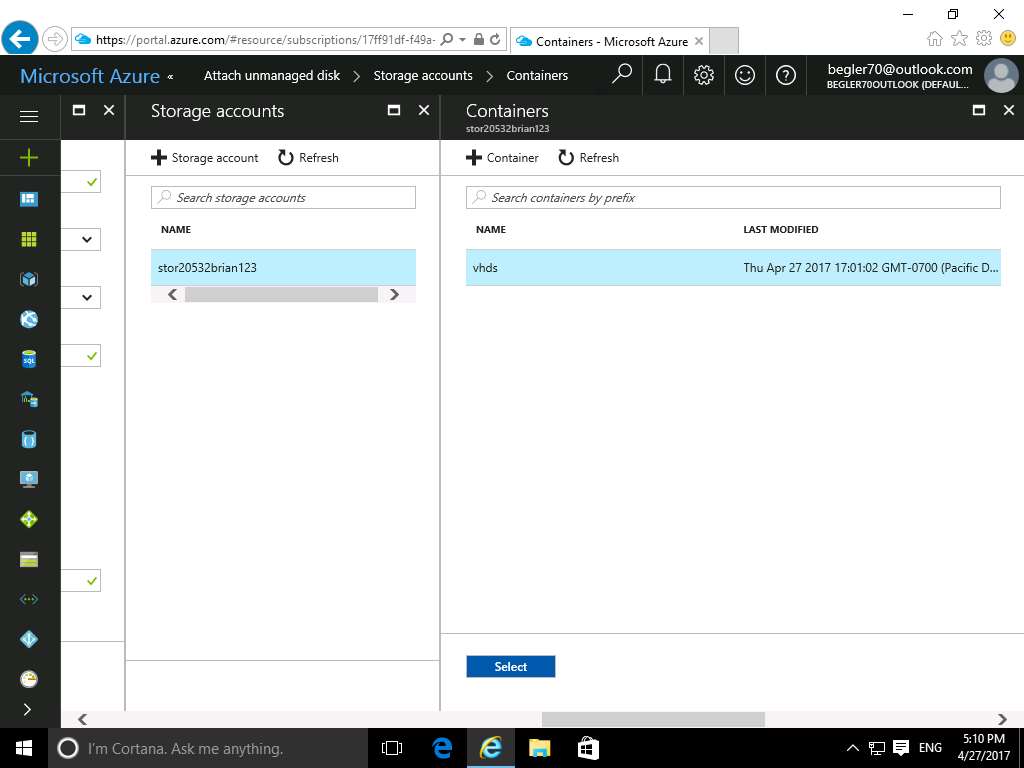 https://portal.azure.com/#resource/subscriptions/17ff91df-f49a-
Containers - Microsoft Azure
Microsoft Azure «
Attach unmanaged disk > Storage accounts > Containers
begler70@outlook.com
BEGLER70OUTLOOK (DEFAUL...
Storage accounts
Storage account
Refresh
Search storage accounts
NAME
stor20532brian123
Containers
stor20532brian123
Container
Refresh
Search containers by prefix
NAME
LAST MODIFIED
vhds
Thu Apr 27 2017 17:01:02 GMT-0700 (Pacific D...
Select
SQL
I'm Cortana. Ask me anything.
ENG
5:10 PM
4/27/2017